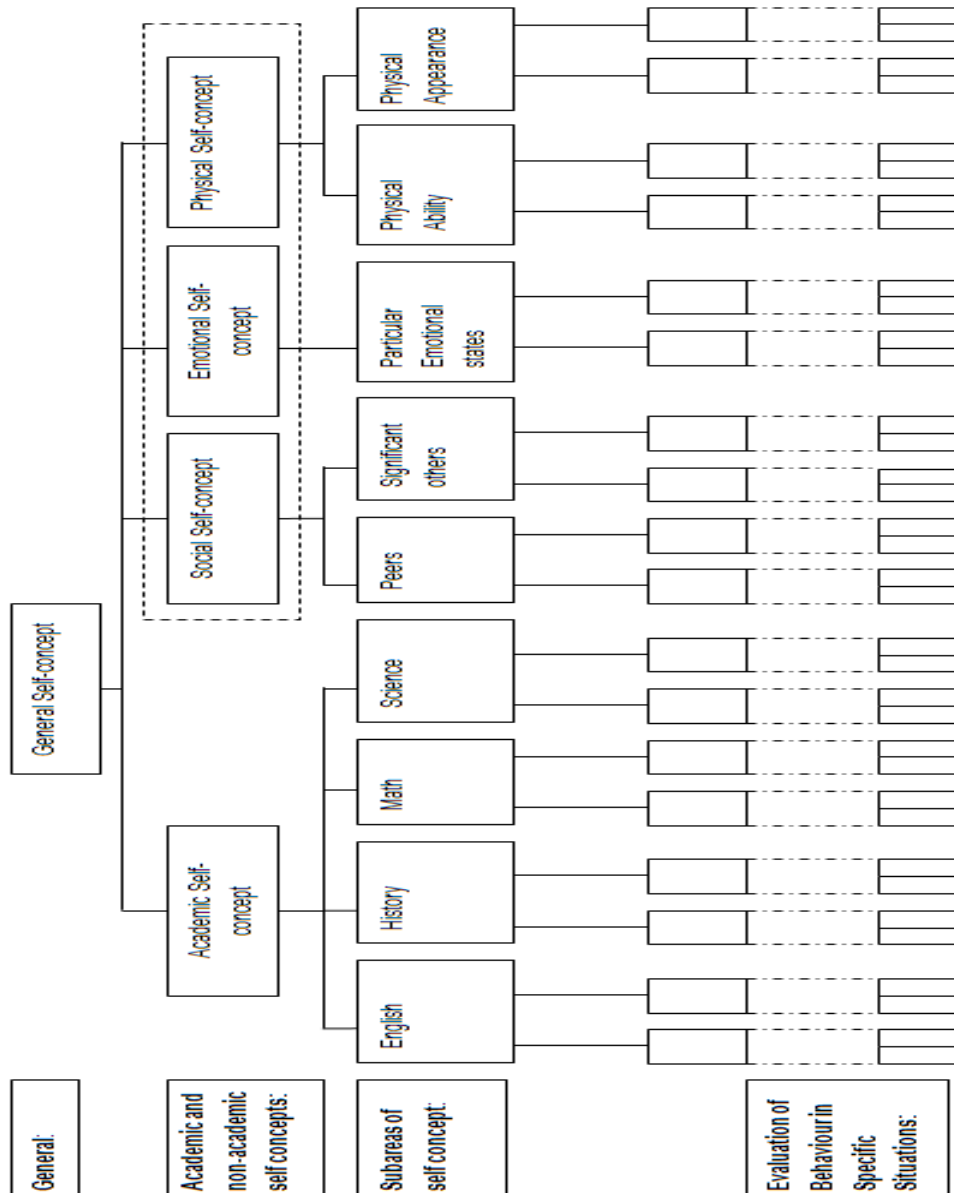 General:
General Self-concept
Academic and
non-academic
self concepts:
Academic Self-
concept
Social Self-concept
Emotional Self-
concept
Physical Self-concept
Subareas of
self concept:
English
History
Math
Science
Peers
Significant
others
Particular
Emotional
states
Physical
Ability
Physical
Appearance
Evaluation of
Behaviour in
Specific
Situations: